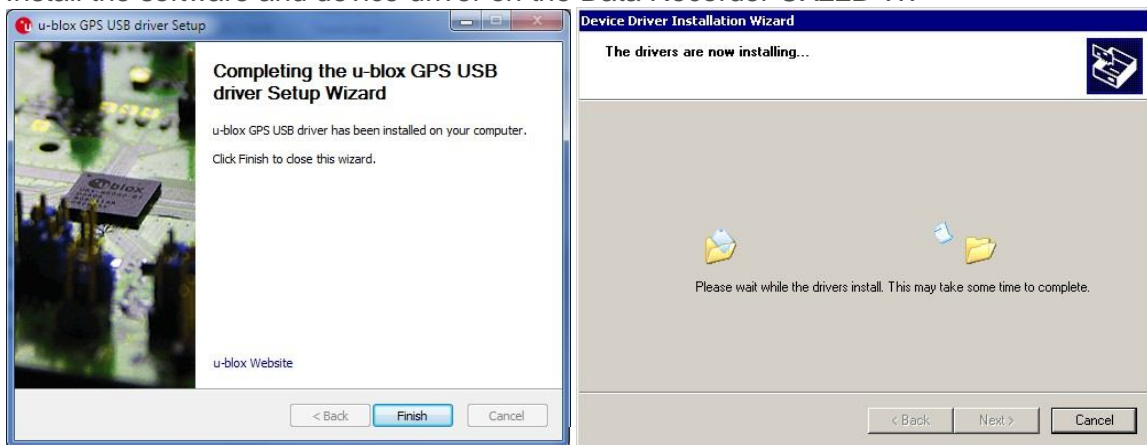 u-blox GPS USB driver Setup
Completing the u-blox GPS USB
driver Setup Wizard
u-blox GPS USB driver has been installed on your computer.
Click Finish to close this wizard.
blox
u-blox Website
< Back
Finish
Cancel
Device Driver Installation Wizard
The drivers are now installing...
Please wait while the drivers install. This may take some time to complete.
< Back
Next >
Cancel